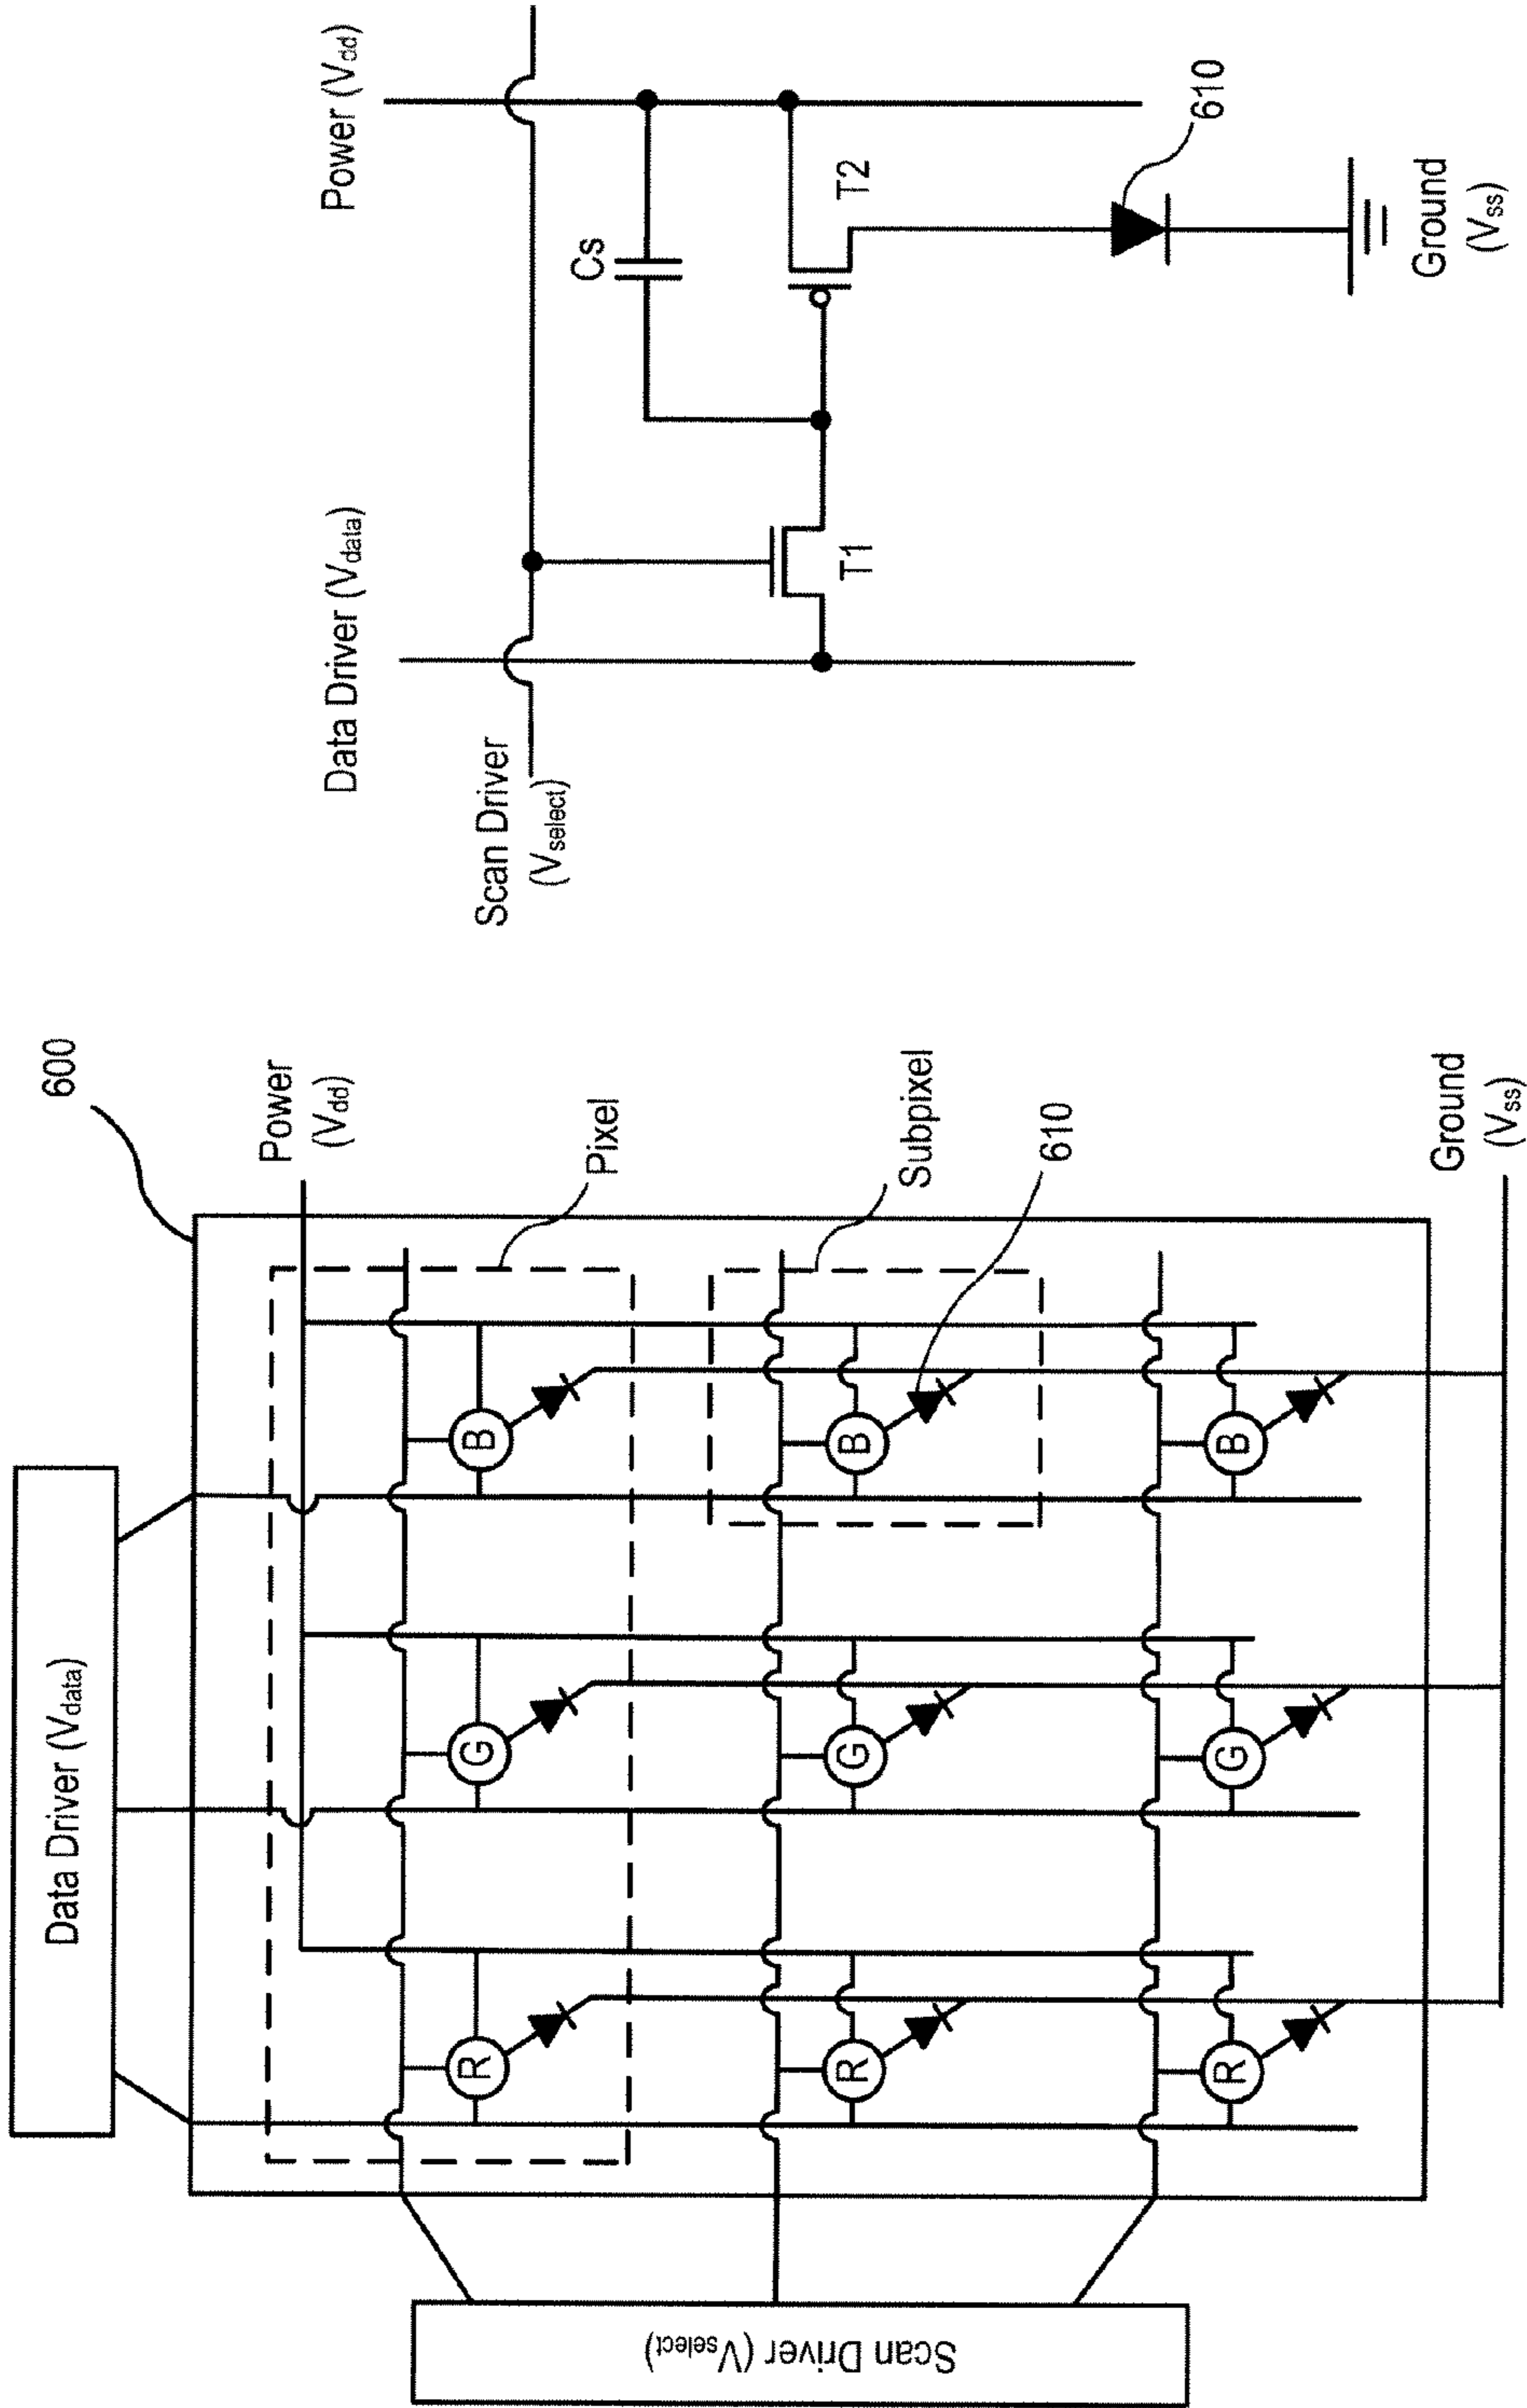 Data Driver (Vdata)
600
Power
(Vdd)
Pixel
R
G
B
Subpixel
R
G
B
610
R
G
B
Scan Driver (Vselect)
Ground
(Vss)
Data Driver (Vdata)
Power (Vdd)
Scan Driver
(Vselect)
Cs
T1
T2
610
Ground
(Vss)